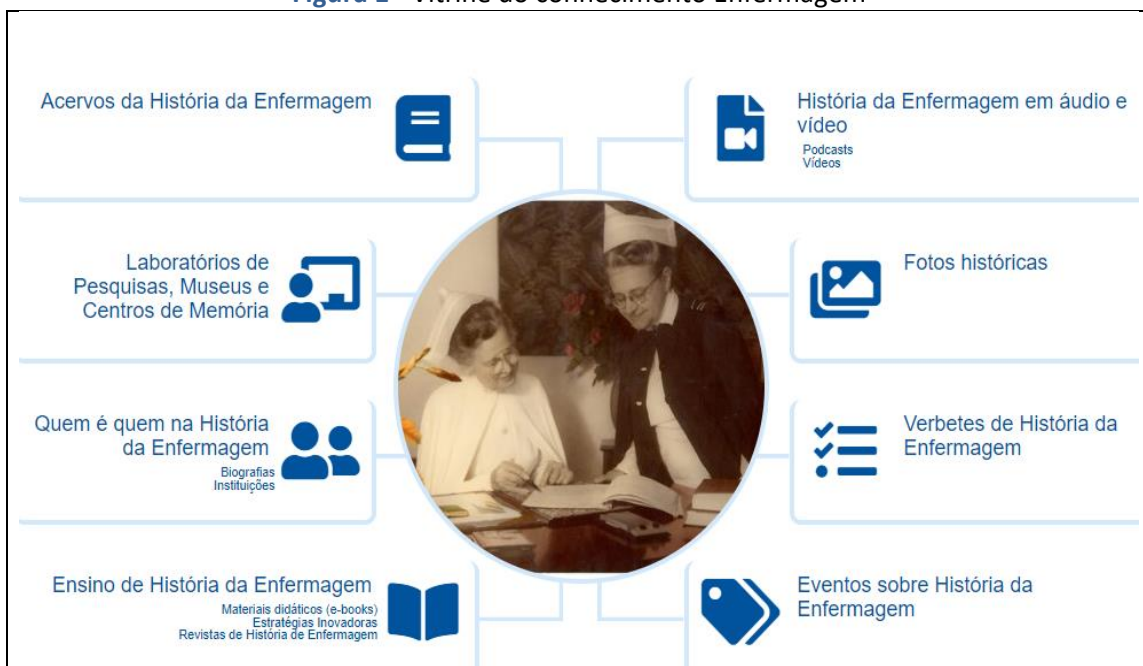 Figura - Vitrine do conhecimento Enfermagem
Acervos da História da Enfermagem
História da Enfermagem em áudio e
vídeo
Podcasts
Vídeos
Laboratórios de
Pesquisas, Museus e
Centros de Memória
Fotos históricas
Quem é quem na História
da Enfermagem
Biografias
Instituições
Verbetes de História da
Enfermagem
Ensino de História da Enfermagem
Materiais didáticos (e-books)
Estratégias Inovadoras
Revistas de História de Enfermagem
Eventos sobre História da
Enfermagem